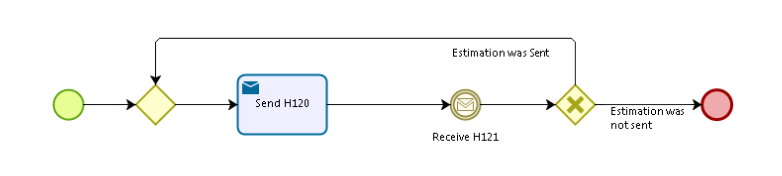 Estimation was Sent
Send H120
Receive H121
Estimation was
not sent